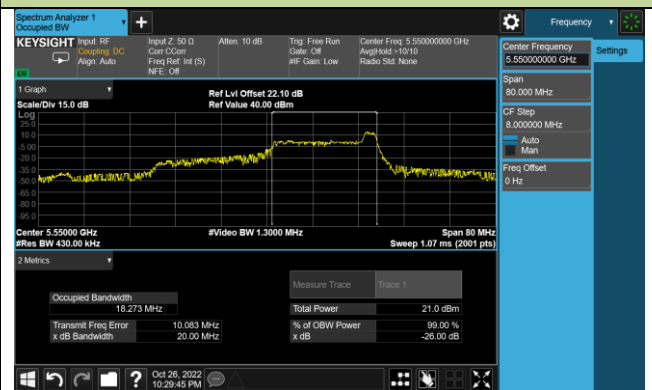 Spectrum Analyzer 1
Occupied BW
Frequency
KEYSIGHT
Input: RF
Coupling: DC
Align: Auto
Input Z: 50 Ω
Corr CCorr
Freq Ref: Int (S)
NFE: Off
Atten: 10 dB
Trig: Free Run
Gate: Off
#IF Gain: Low
Center Freq: 5.550000000 GHz
Avg|Hold:>10/10
Radio Std: None
LXI
Center Frequency
5.550000000 GHz
Settings
Span
80.000 MHz
CF Step
8.000000 MHz
Auto
Man
Freq Offset
0 Hz
1 Graph
Scale/Div 15.0 dB
Ref Lvl Offset 22.10 dB
Ref Value 40.00 dBm
Log
25.0
10.0
-5.00
-20.0
-35.0
-50.0
-65.0
-80.0
-95.0
Center 5.55000 GHz
#Res BW 430.00 kHz
#Video BW 1.3000 MHz
Span 80 MHz
Sweep 1.07 ms (2001 pts)
2 Metrics
Measure Trace
Trace 1
Occupied Bandwidth
18.273 MHz
Total Power
21.0 dBm
Transmit Freq Error
10.083 MHz
% of OBW Power
99.00 %
x dB Bandwidth
20.00 MHz
x dB
-26.00 dB
Oct 26, 2022
10:29:45 PM